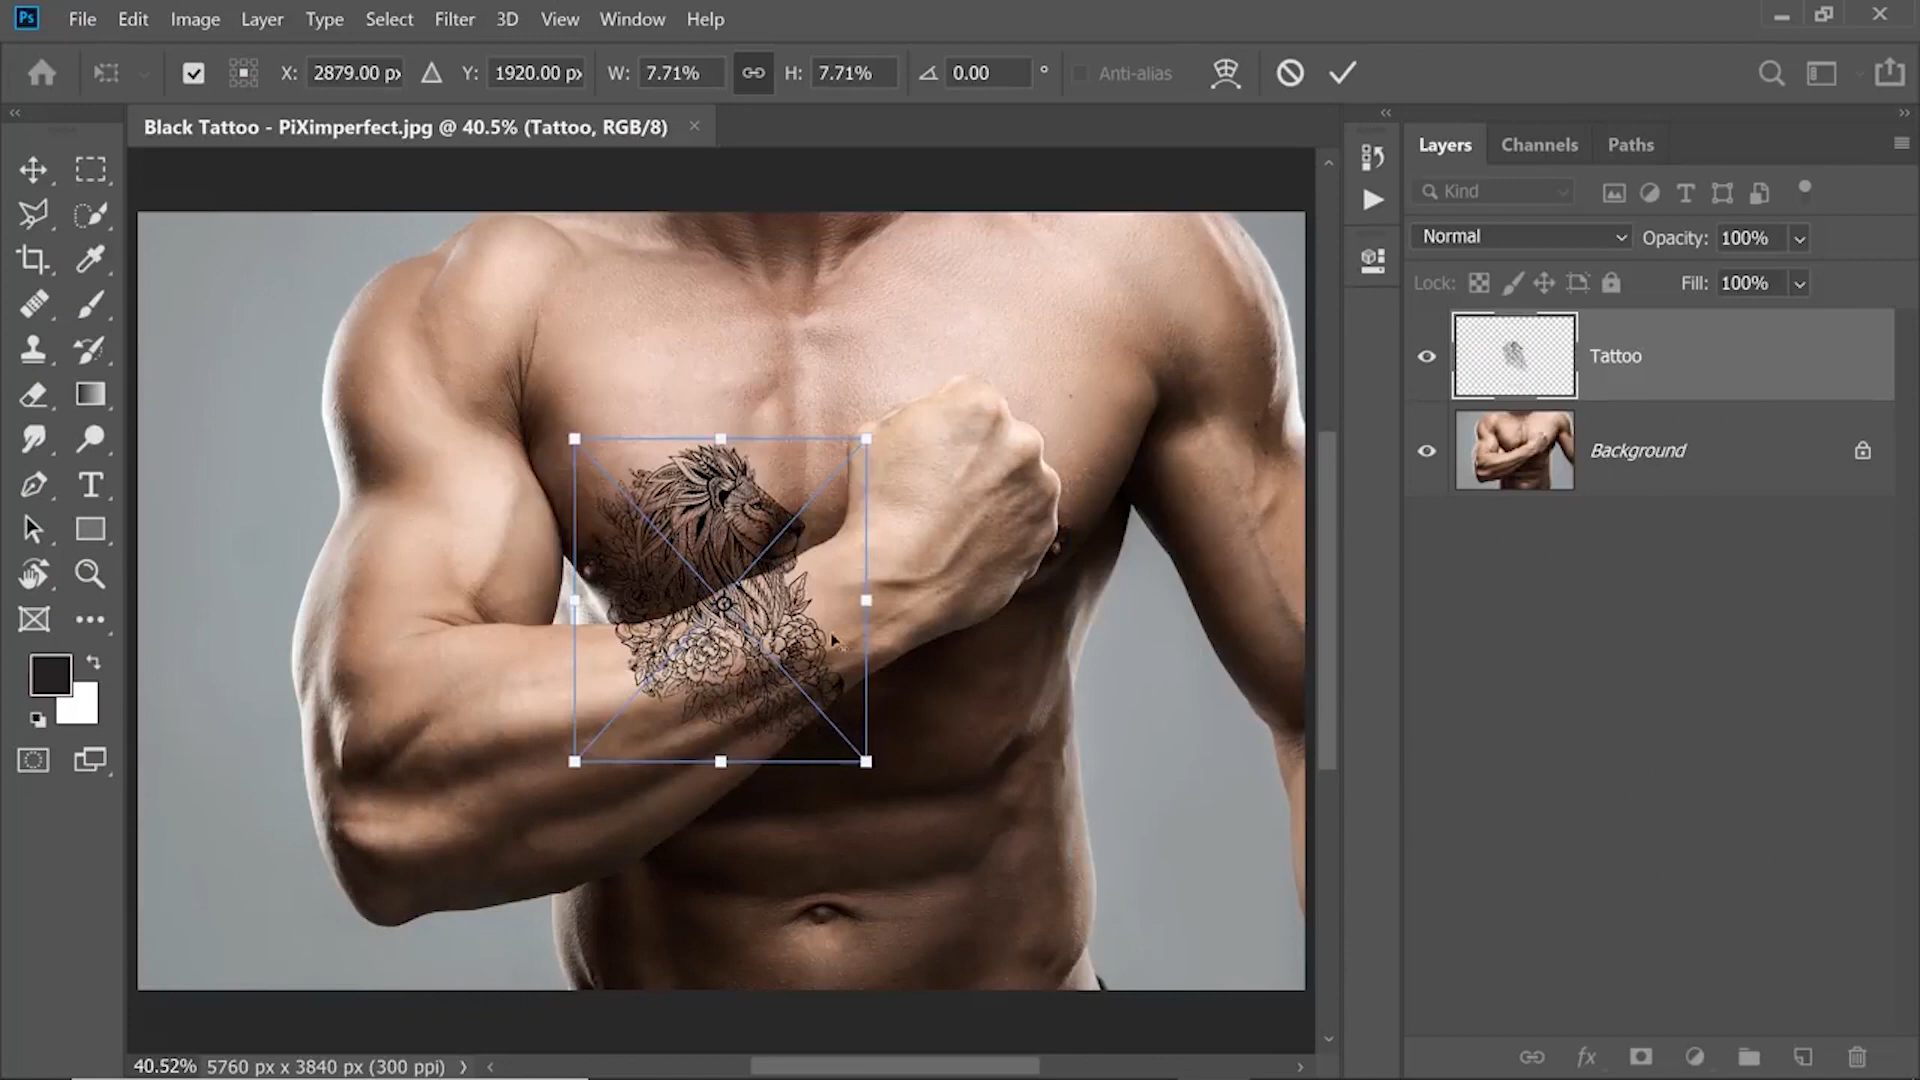 Ps File Edit Image Layer Type Select Filter 3D View Window Help
X: 2879.00 px Y: 1920.00 px W: 7.71% H: 7.71% 0.00 ° Anti-alias
Black Tattoo - PiXimperfect.jpg @ 40.5% (Tattoo, RGB/8) ×
Layers Channels Paths
Kind
Normal Opacity: 100%
Lock: Fill: 100%
Tattoo
Background
40.52% 5760 px x 3840 px (300 ppi)